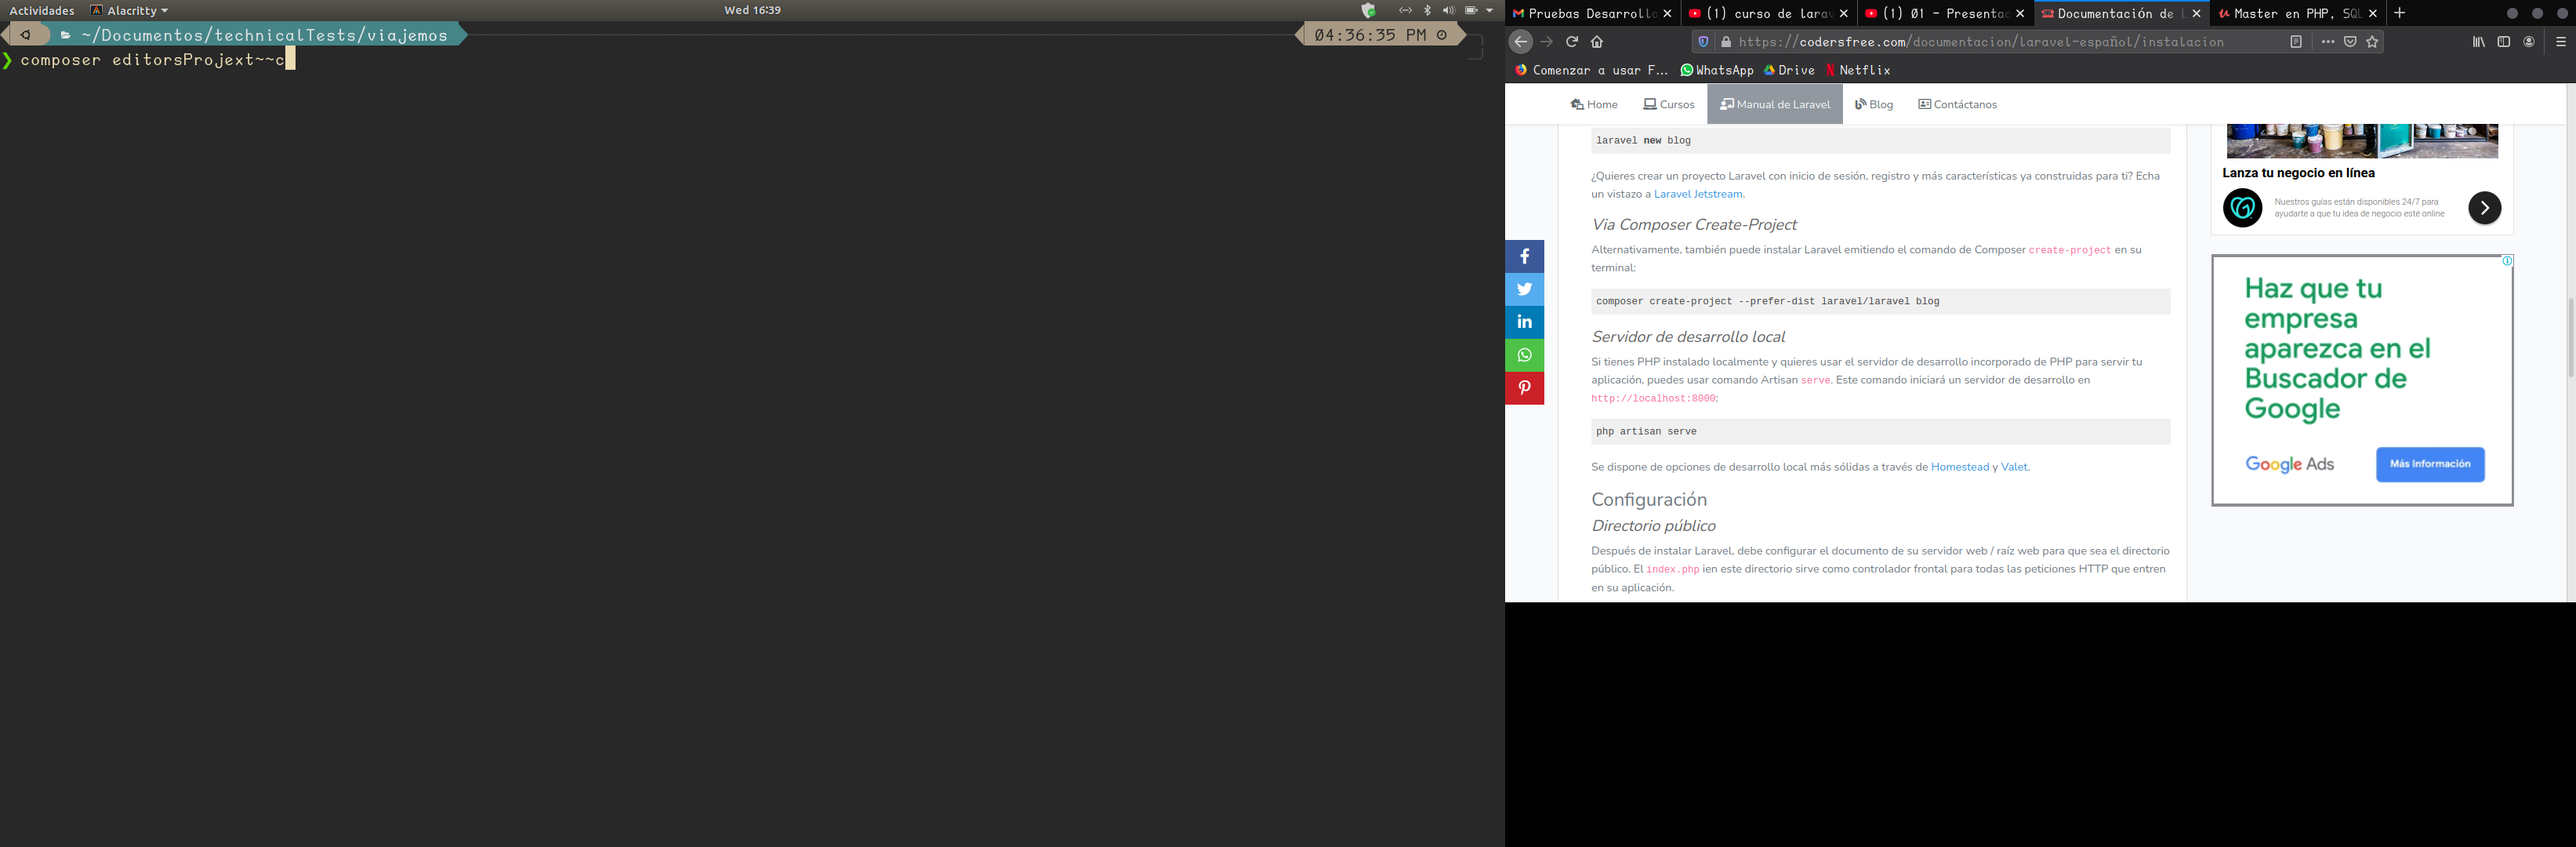 Actividades
Alacritty
Wed 16:39
~/Documentos/technicalTests/viajemos
04:36:35 PM
❯ composer editorsProjext~~c
Pruebas Desarroll
(1) curso de larav
(1) 01 - Presentac
Documentación de L
Master en PHP, SQL
https://codersfree.com/documentacion/laravel-español/instalacion
Comenzar a usar F...
WhatsApp
Drive
Netflix
Home
Cursos
Manual de Laravel
Blog
Contáctanos
laravel new blog
¿Quieres crear un proyecto Laravel con inicio de sesión, registro y más características ya construidas para ti? Echa
un vistazo a Laravel Jetstream.
Via Composer Create-Project
Alternativamente, también puede instalar Laravel emitiendo el comando de Composer create-project en su
terminal:
composer create-project --prefer-dist laravel/laravel blog
Servidor de desarrollo local
Si tienes PHP instalado localmente y quieres usar el servidor de desarrollo incorporado de PHP para servir tu
aplicación, puedes usar comando Artisan serve. Este comando iniciará un servidor de desarrollo en
http://localhost:8000:
php artisan serve
Se dispone de opciones de desarrollo local más sólidas a través de Homestead y Valet.
Configuración
Directorio público
Después de instalar Laravel, debe configurar el documento de su servidor web / raíz web para que sea el directorio
público. El index.php ien este directorio sirve como controlador frontal para todas las peticiones HTTP que entren
en su aplicación.
Lanza tu negocio en línea
Nuestros guías están disponibles 24/7 para
ayudarte a que tu idea de negocio esté online
Haz que tu
empresa
aparezca en el
Buscador de
Google
Google Ads
Más Información